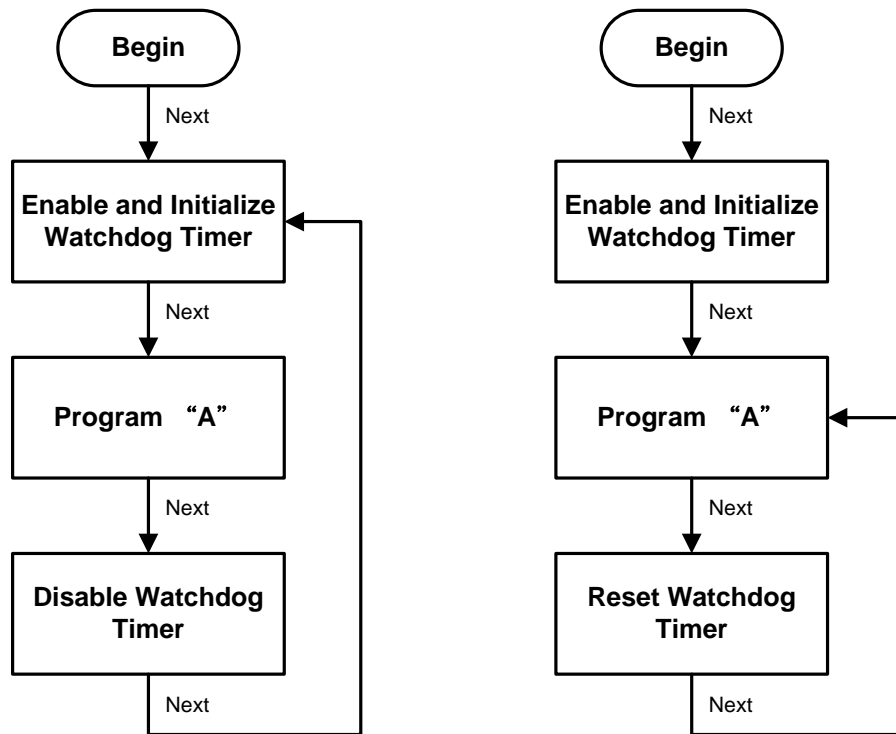 Begin
Next
Enable and Initialize
Watchdog Timer
Next
Program “A”
Next
Disable Watchdog
Timer
Next
Begin
Next
Enable and Initialize
Watchdog Timer
Next
Program “A”
Next
Reset Watchdog
Timer
Next